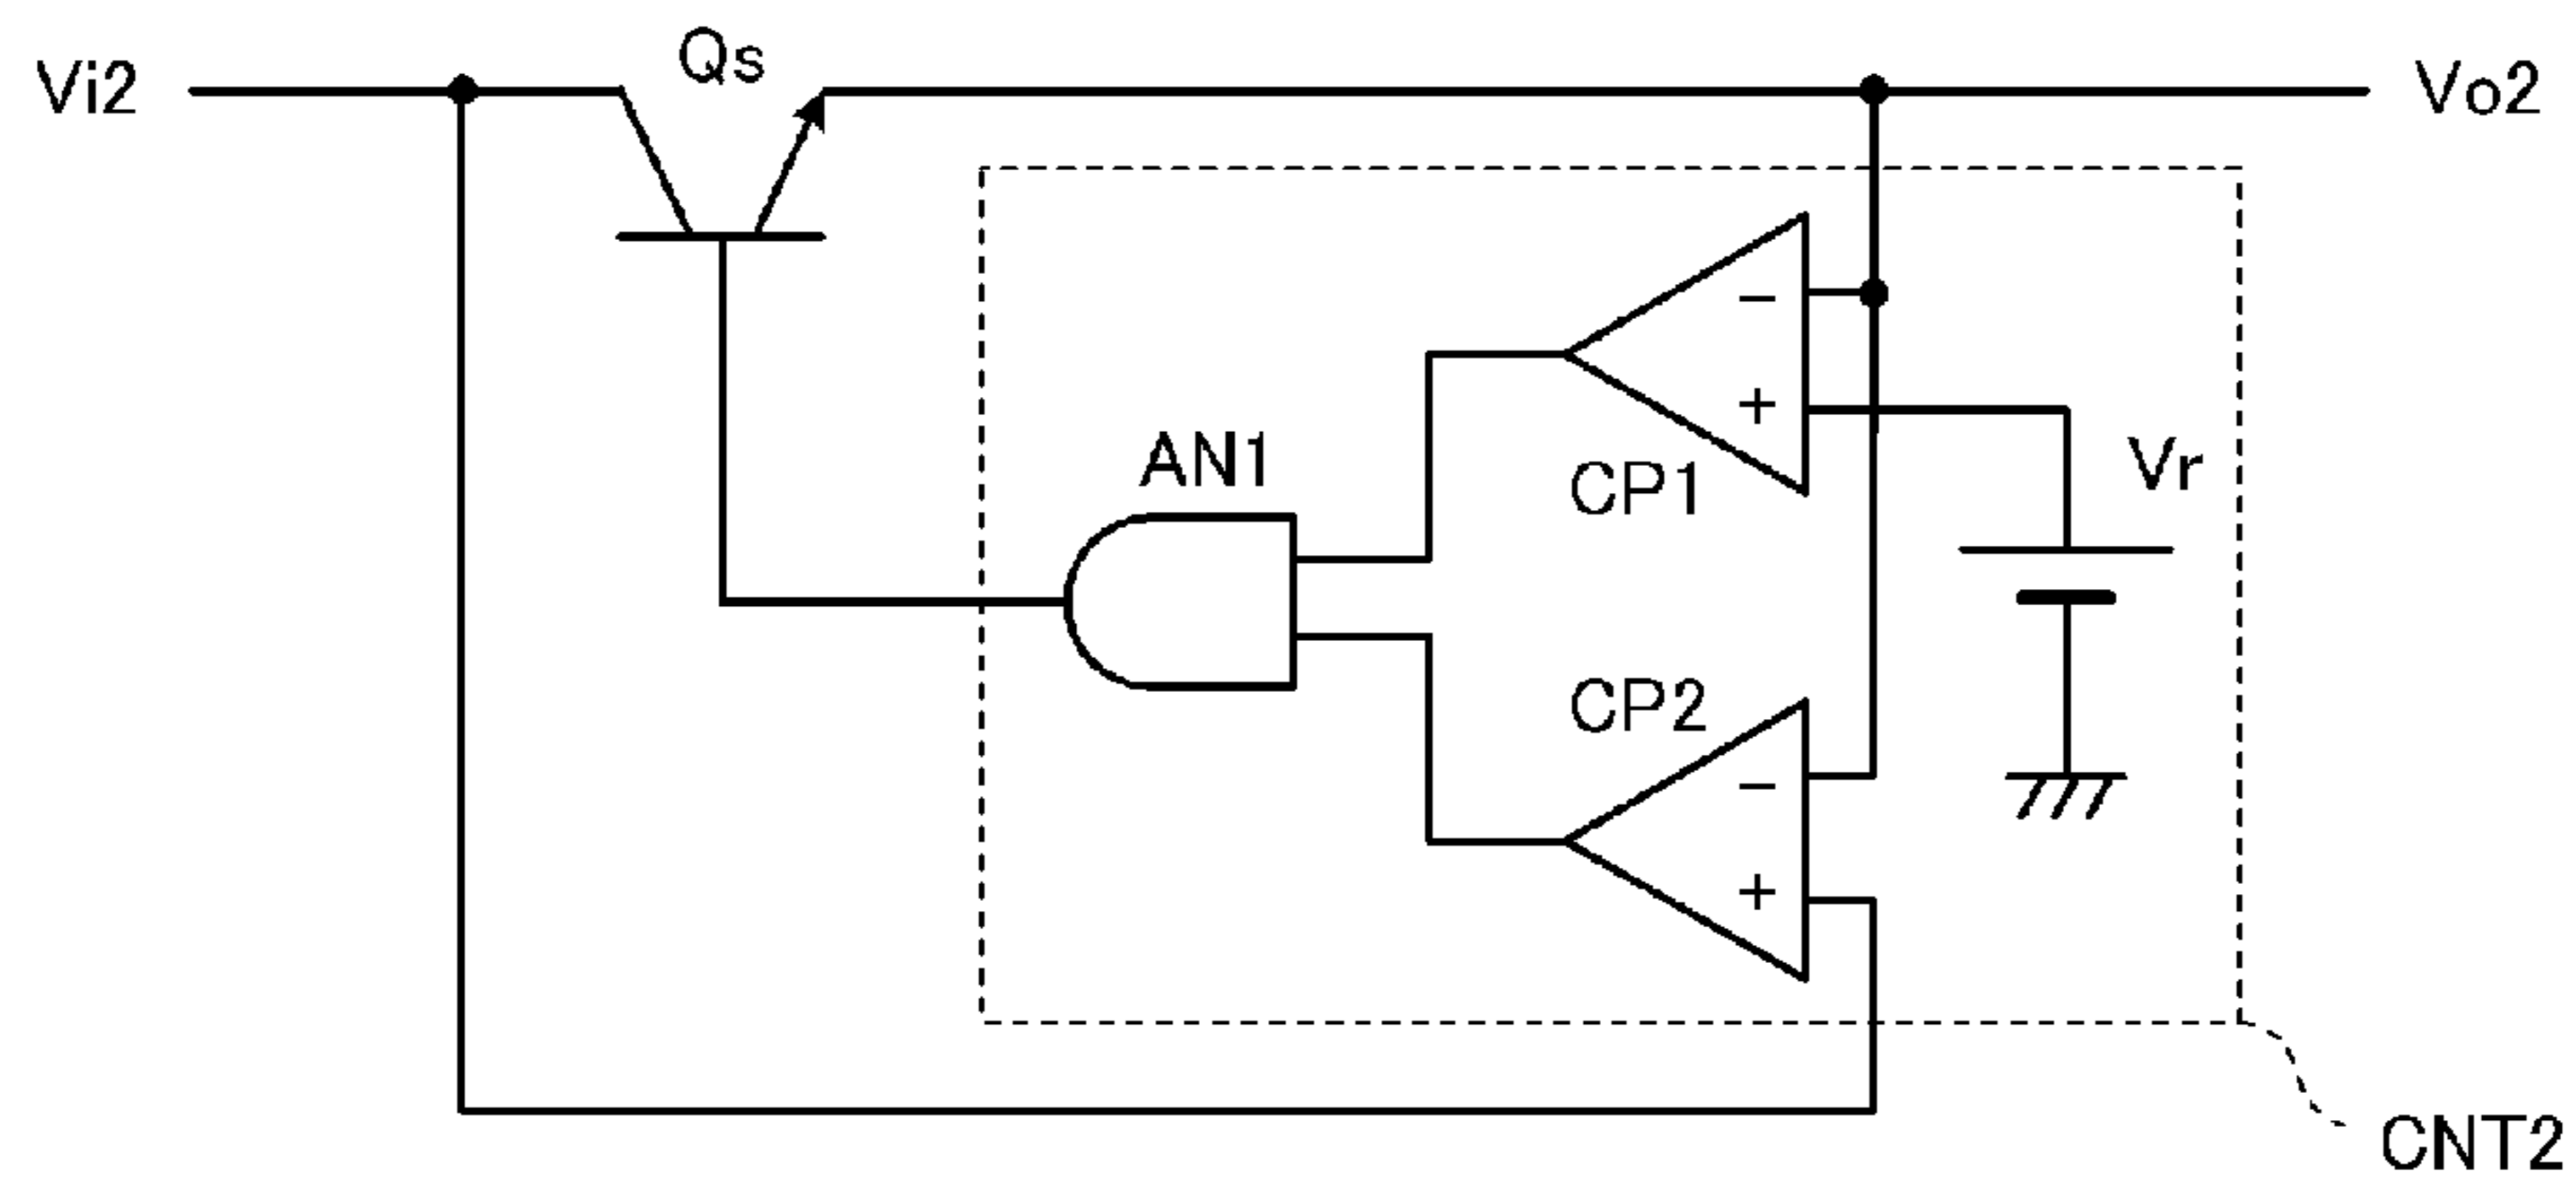 Qs
Vi2
Vo2
−
+
AN1
CP1
Vr
CP2
−
+
CNT2